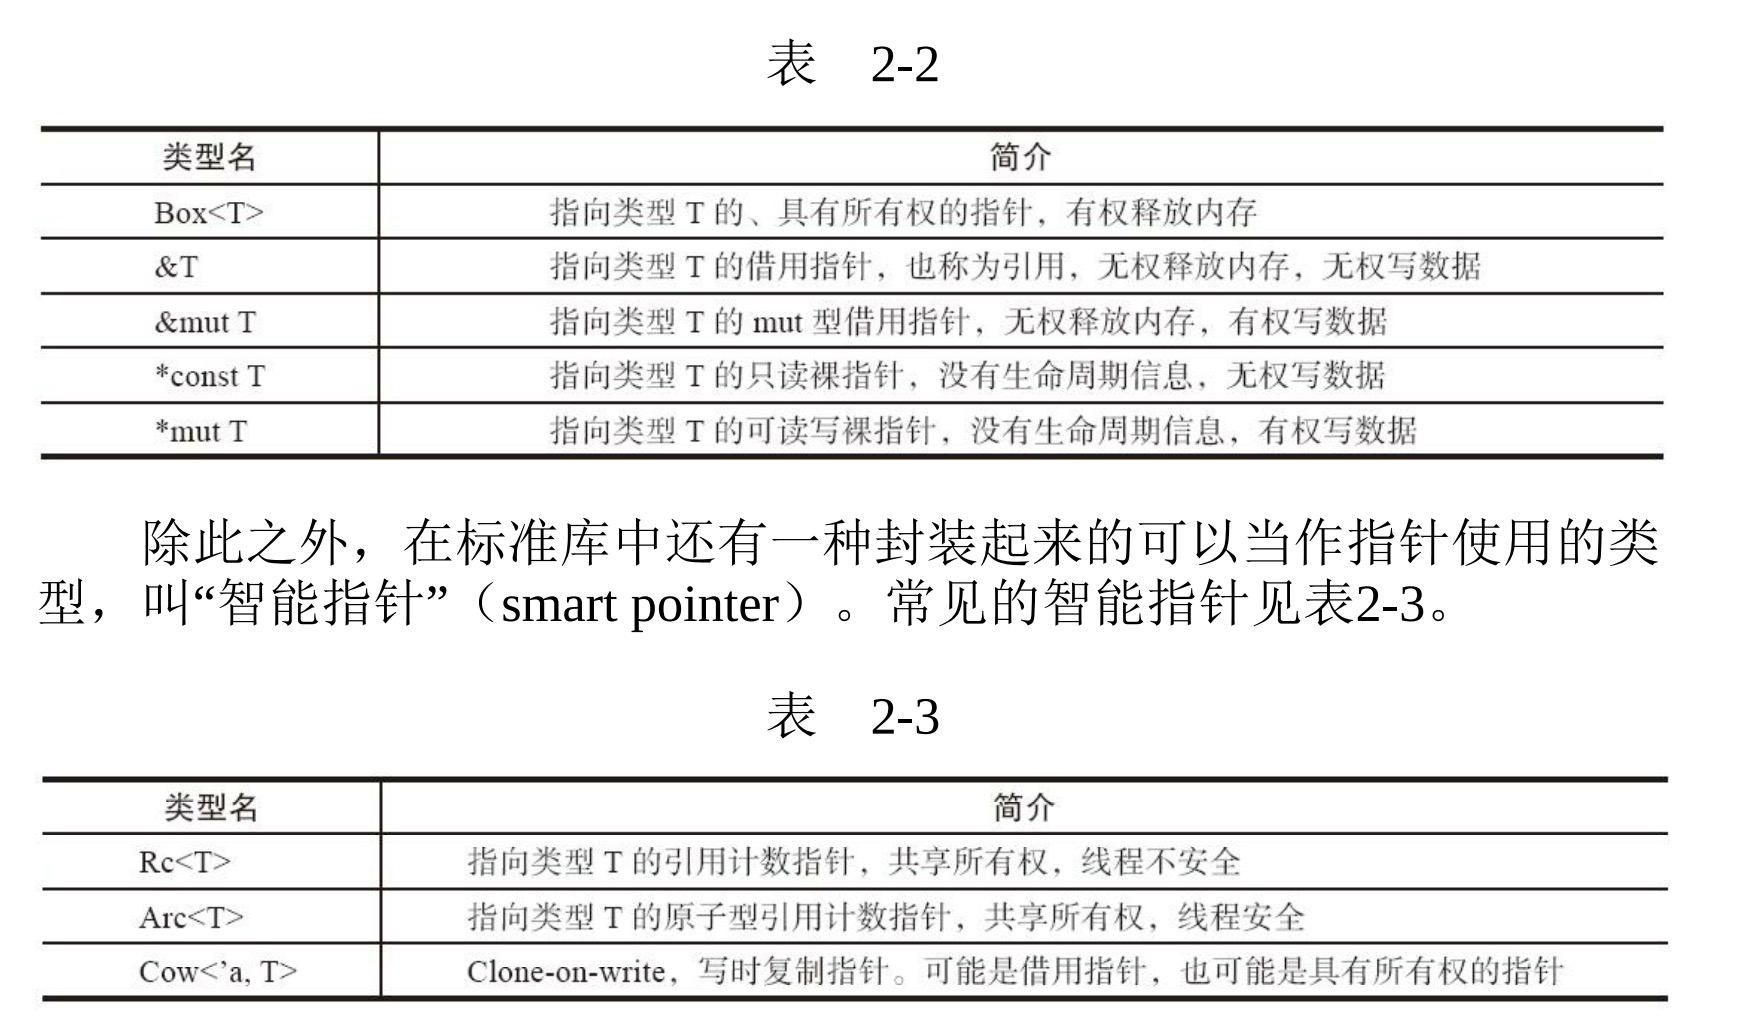 表 2-2
类型名 简介
Box<T> 指向类型 T 的、具有所有权的指针，有权释放内存
&T 指向类型 T 的借用指针，也称为引用，无权释放内存，无权写数据
&mut T 指向类型 T 的 mut 型借用指针，无权释放内存，有权写数据
*const T 指向类型 T 的只读裸指针，没有生命周期信息，无权写数据
*mut T 指向类型 T 的可读写裸指针，没有生命周期信息，有权写数据
除此之外，在标准库中还有一种封装起来的可以当作指针使用的类
型，叫“智能指针”（smart pointer）。常见的智能指针见表2-3。
表 2-3
类型名 简介
Rc<T> 指向类型 T 的引用计数指针，共享所有权，线程不安全
Arc<T> 指向类型 T 的原子型引用计数指针，共享所有权，线程安全
Cow<’a, T> Clone-on-write，写时复制指针。可能是借用指针，也可能是具有所有权的指针